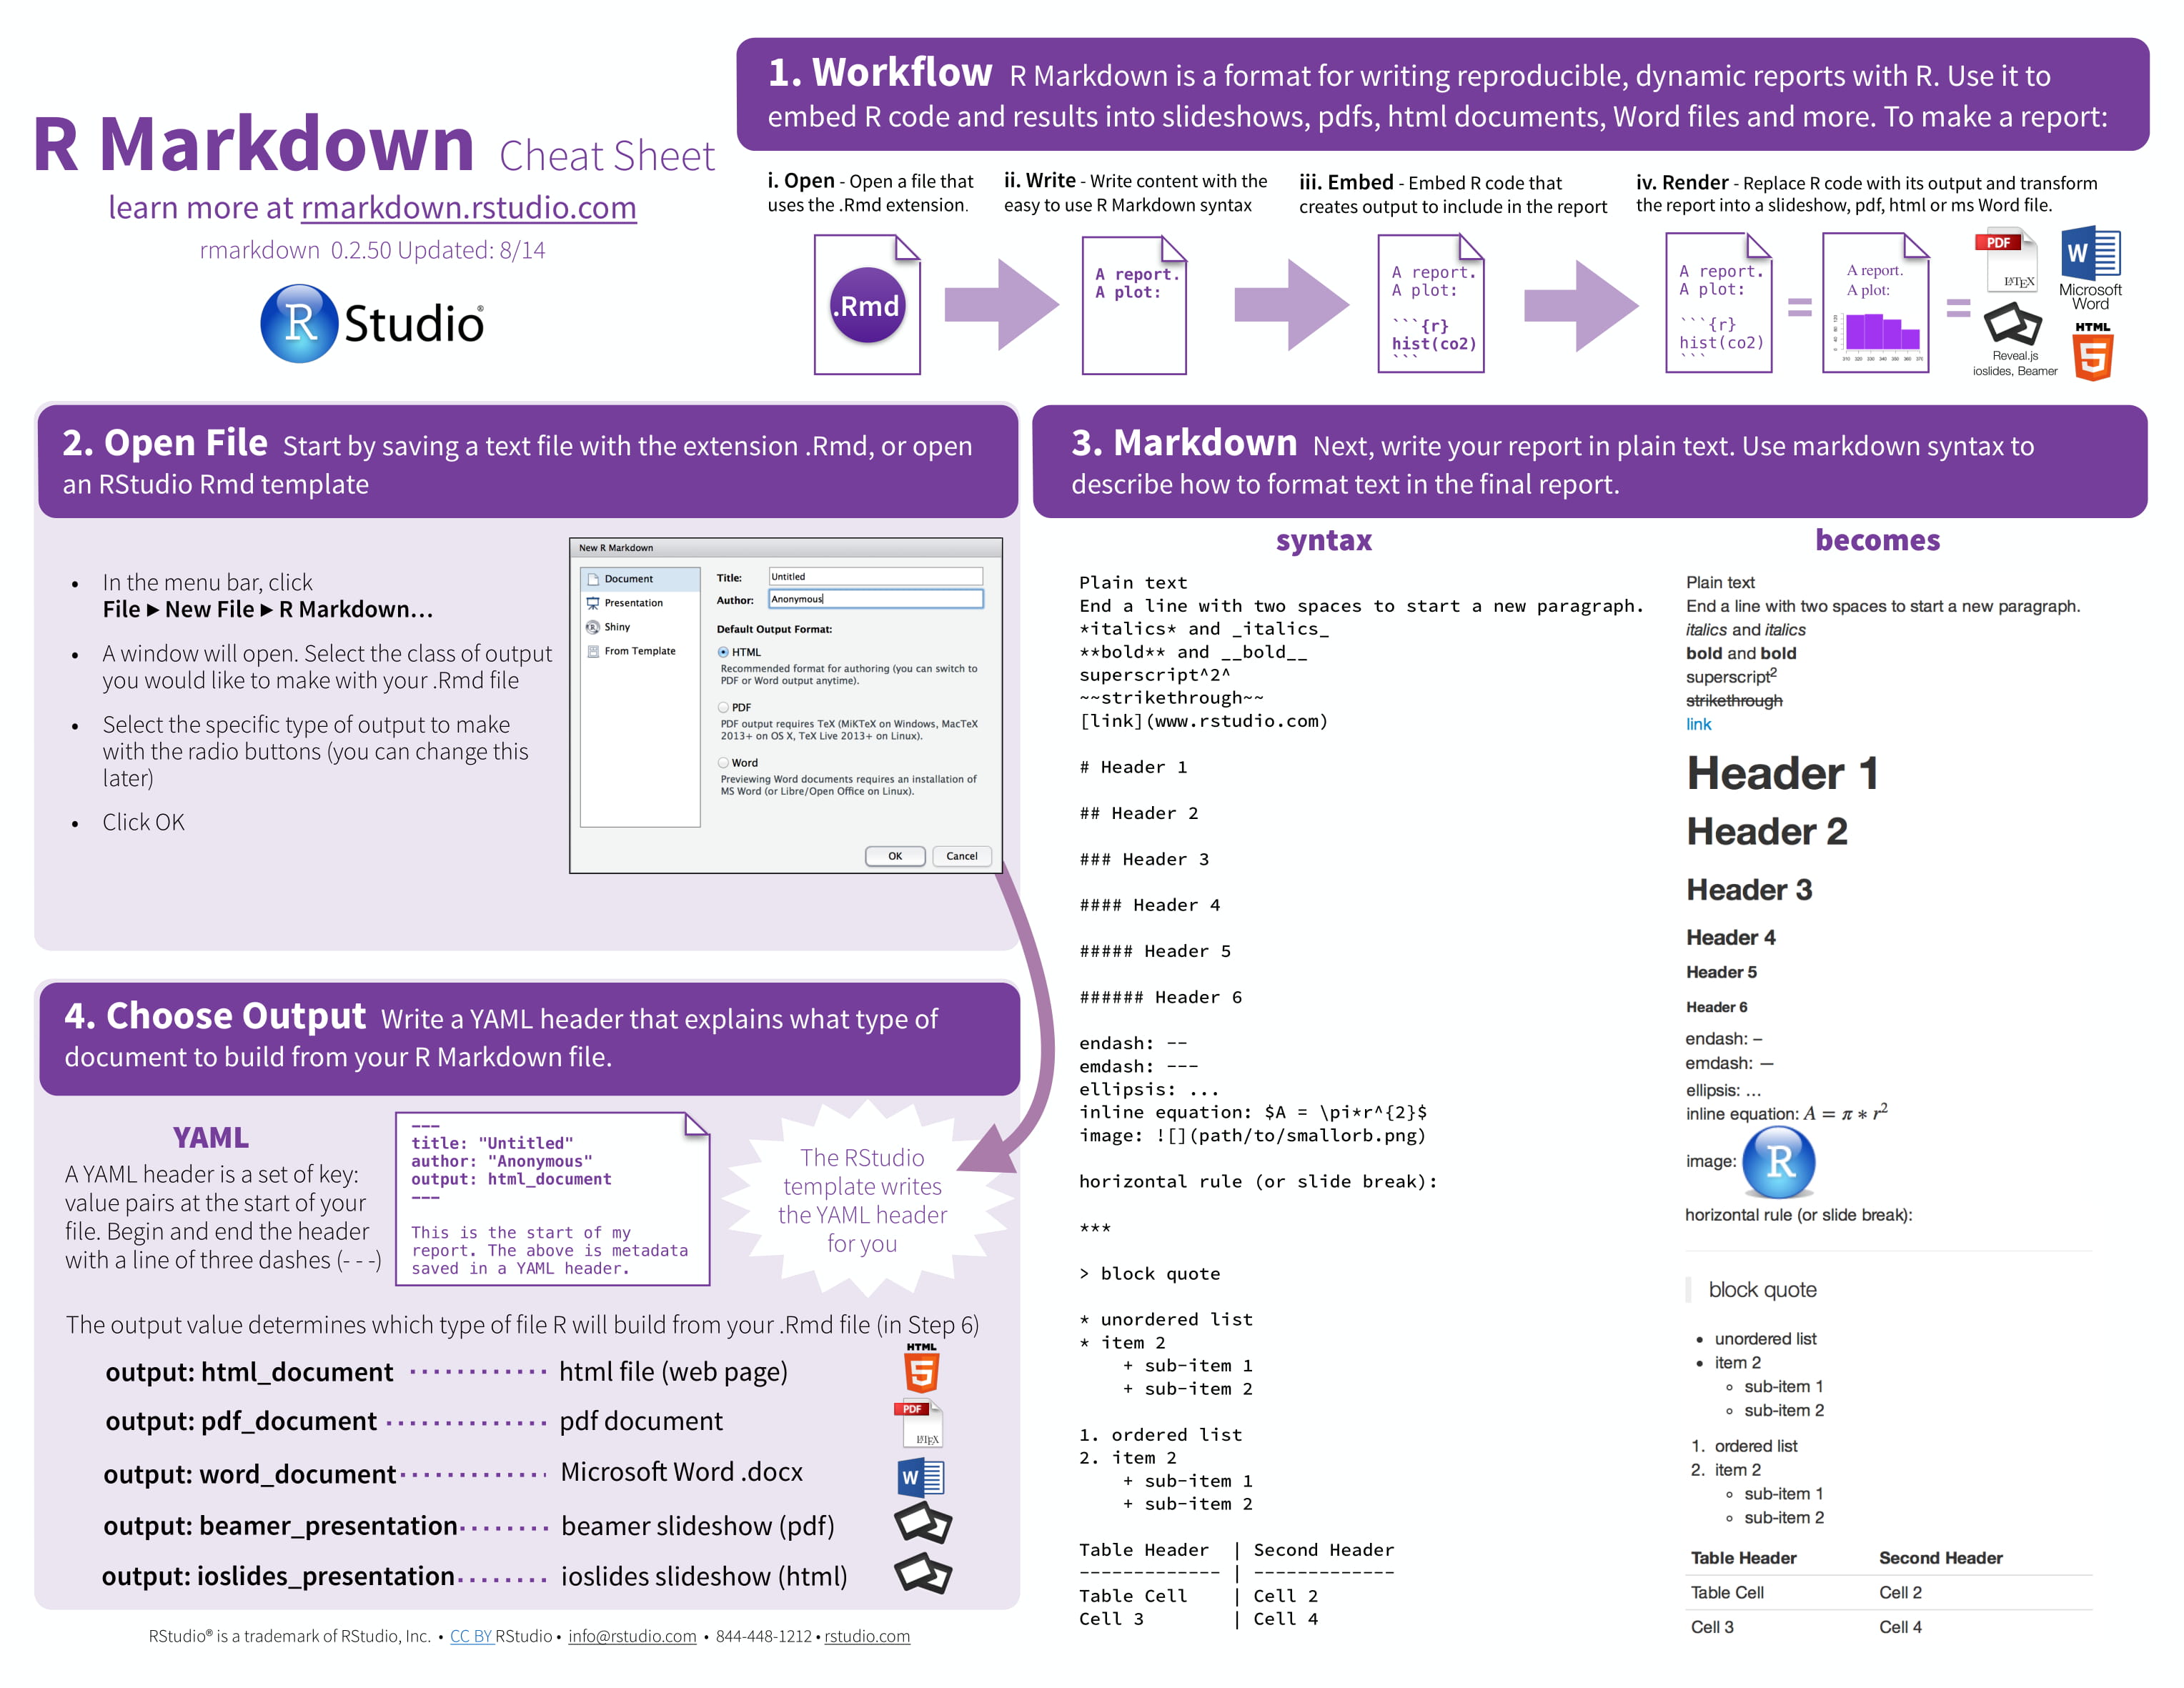 R Markdown Cheat Sheet
learn more at rmarkdown.rstudio.com
rmarkdown 0.2.50 Updated: 8/14
R Studio®
1. Workflow R Markdown is a format for writing reproducible, dynamic reports with R. Use it to
embed R code and results into slideshows, pdfs, html documents, Word files and more. To make a report:
i. Open - Open a file that
uses the .Rmd extension.
ii. Write - Write content with the
easy to use R Markdown syntax
iii. Embed - Embed R code that
creates output to include in the report
iv. Render - Replace R code with its output and transform
the report into a slideshow, pdf, html or ms Word file.
.Rmd
A report.
A plot:
A report.
A plot:
```{r}
hist(co2)
```
A report.
A plot:
```{r}
hist(co2)
```
=
A report.
A plot:
310 320 330 340 350 360 370
=
PDF
LATEX
W
Microsoft
Word
Reveal.js
ioslides, Beamer
HTML
5
2. Open File Start by saving a text file with the extension .Rmd, or open
an RStudio Rmd template
• In the menu bar, click
File ▸ New File ▸ R Markdown…
• A window will open. Select the class of output
you would like to make with your .Rmd file
• Select the specific type of output to make
with the radio buttons (you can change this
later)
• Click OK
New R Markdown
Document
Presentation
Shiny
From Template
Title: Untitled
Author: Anonymous
Default Output Format:
HTML
Recommended format for authoring (you can switch to
PDF or Word output anytime).
PDF
PDF output requires TeX (MiKTeX on Windows, MacTeX
2013+ on OS X, TeX Live 2013+ on Linux).
Word
Previewing Word documents requires an installation of
MS Word (or Libre/Open Office on Linux).
OK Cancel
3. Markdown Next, write your report in plain text. Use markdown syntax to
describe how to format text in the final report.
syntax
Plain text
End a line with two spaces to start a new paragraph.
*italics* and _italics_
**bold** and __bold__
superscript^2^
~~strikethrough~~
[link](www.rstudio.com)
# Header 1
## Header 2
### Header 3
#### Header 4
##### Header 5
###### Header 6
endash: --
emdash: ---
ellipsis: ...
inline equation: $A = \pi*r^{2}$
image: ![](path/to/smallorb.png)
horizontal rule (or slide break):
***
> block quote
* unordered list
* item 2
+ sub-item 1
+ sub-item 2
1. ordered list
2. item 2
+ sub-item 1
+ sub-item 2
Table Header | Second Header
------------- | -------------
Table Cell | Cell 2
Cell 3 | Cell 4
becomes
Plain text
End a line with two spaces to start a new paragraph.
italics and italics
bold and bold
superscript²
strikethrough
link
Header 1
Header 2
Header 3
Header 4
Header 5
Header 6
endash: –
emdash: —
ellipsis: …
inline equation: A = π ∗ r²
image: R
horizontal rule (or slide break):
block quote
• unordered list
• item 2
◦ sub-item 1
◦ sub-item 2
1. ordered list
2. item 2
◦ sub-item 1
◦ sub-item 2
Table Header Second Header
Table Cell Cell 2
Cell 3 Cell 4
4. Choose Output Write a YAML header that explains what type of
document to build from your R Markdown file.
YAML
A YAML header is a set of key:
value pairs at the start of your
file. Begin and end the header
with a line of three dashes (- - -)
---
title: "Untitled"
author: "Anonymous"
output: html_document
---
This is the start of my
report. The above is metadata
saved in a YAML header.
The RStudio
template writes
the YAML header
for you
The output value determines which type of file R will build from your .Rmd file (in Step 6)
output: html_document ............ html file (web page)
HTML
5
output: pdf_document .............. pdf document
PDF
LATEX
output: word_document ............. Microsoft Word .docx
W
output: beamer_presentation ........ beamer slideshow (pdf)
output: ioslides_presentation ........ ioslides slideshow (html)
RStudio® is a trademark of RStudio, Inc. • CC BY RStudio • info@rstudio.com • 844-448-1212 • rstudio.com